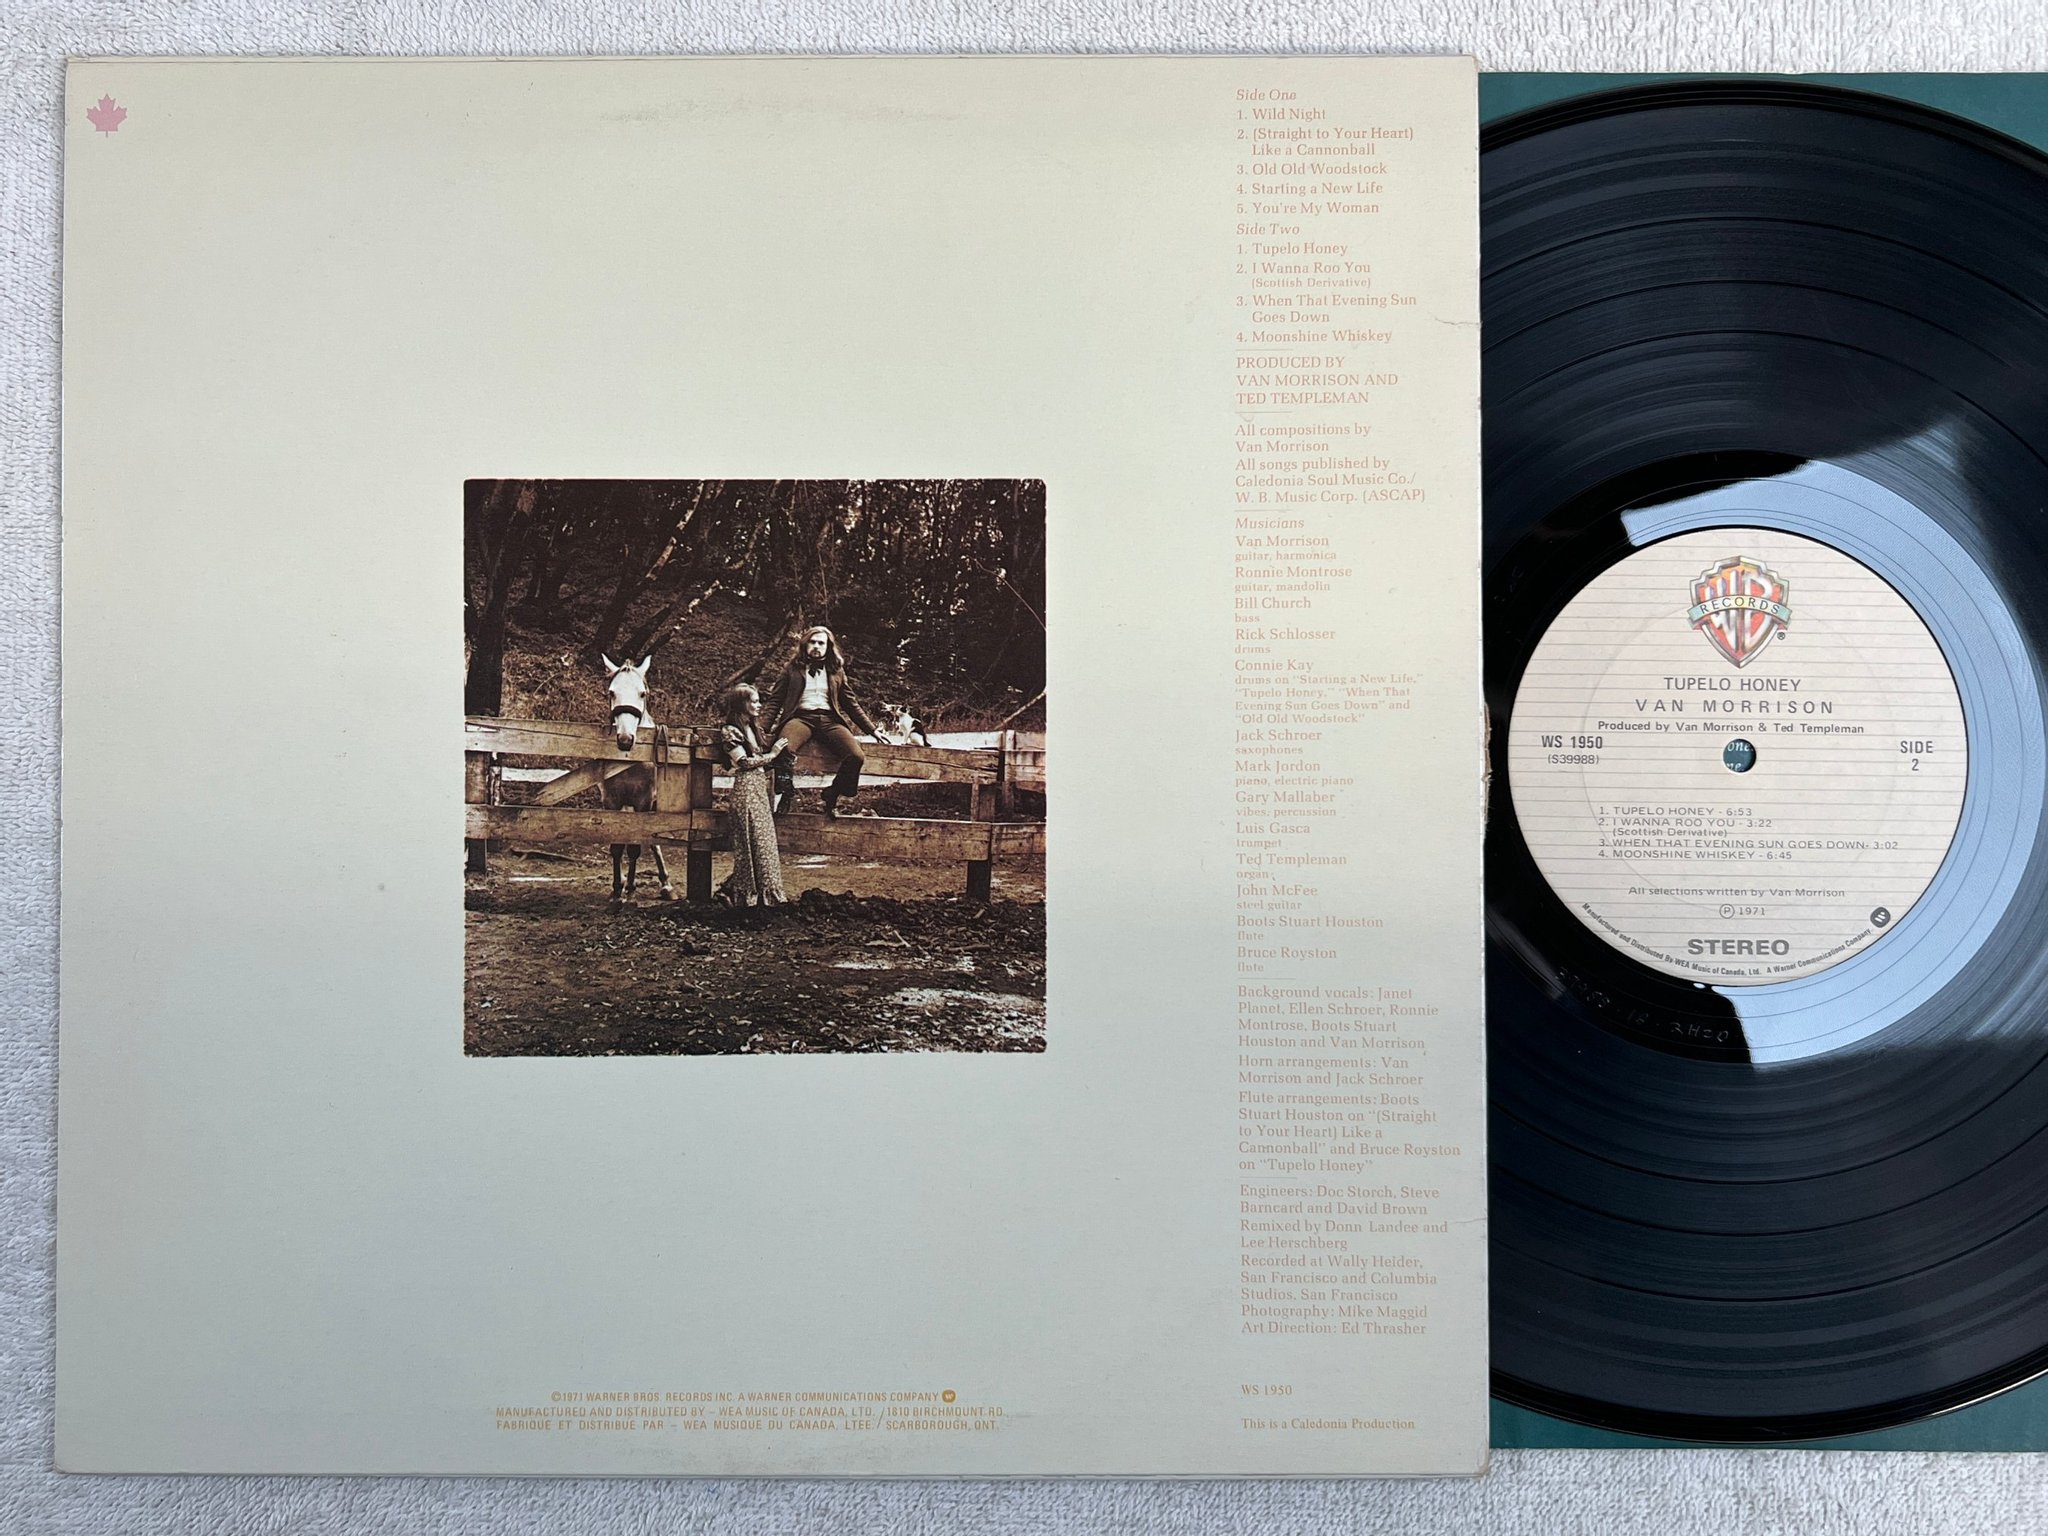 Side One
1. Wild Night
2. (Straight to Your Heart)
Like a Cannonball
3. Old Old Woodstock
4. Starting a New Life
5. You're My Woman
Side Two
1. Tupelo Honey
2. I Wanna Roo You
(Scottish Derivative)
3. When That Evening Sun
Goes Down
4. Moonshine Whiskey
PRODUCED BY
VAN MORRISON AND
TED TEMPLEMAN
All compositions by
Van Morrison
All songs published by
Caledonia Soul Music Co./
W. B. Music Corp. (ASCAP)
Musicians
Van Morrison
guitar, harmonica
Ronnie Montrose
guitar, mandolin
Bill Church
bass
Rick Schlosser
drums
Connie Kay
drums on "Starting a New Life,"
"Tupelo Honey," "When That
Evening Sun Goes Down" and
"Old Old Woodstock"
Jack Schroer
saxophones
Mark Jordon
piano, electric piano
Gary Mallaber
vibes, percussion
Luis Gasca
trumpet
Ted Templeman
organ
John McFee
steel guitar
Boots Stuart Houston
flute
Bruce Royston
flute
Background vocals: Janet
Planet, Ellen Schroer, Ronnie
Montrose, Boots Stuart
Houston and Van Morrison
Horn arrangements: Van
Morrison and Jack Schroer
Flute arrangements: Boots
Stuart Houston on "(Straight
to Your Heart) Like a
Cannonball" and Bruce Royston
on "Tupelo Honey"
Engineers: Doc Storch, Steve
Barncard and David Brown
Remixed by Donn Landee and
Lee Herschberg
Recorded at Wally Heider,
San Francisco and Columbia
Studios, San Francisco
Photography: Mike Maggid
Art Direction: Ed Thrasher
WS 1950
This is a Caledonia Production
©1971 WARNER BROS. RECORDS INC. A WARNER COMMUNICATIONS COMPANY
MANUFACTURED AND DISTRIBUTED BY – WEA MUSIC OF CANADA, LTD. / 1810 BIRCHMOUNT RD.,
FABRIQUÉ ET DISTRIBUÉ PAR – WEA MUSIQUE DU CANADA, LTEE. / SCARBOROUGH, ONT.
WB
RECORDS
®
TUPELO HONEY
VAN MORRISON
Produced by Van Morrison & Ted Templeman
WS 1950
(S39988)
SIDE
2
one
1. TUPELO HONEY - 6:53
2. I WANNA ROO YOU - 3:22
(Scottish Derivative)
3. WHEN THAT EVENING SUN GOES DOWN- 3:02
4. MOONSHINE WHISKEY - 6:45
All selections written by Van Morrison
Ⓟ 1971
STEREO
Manufactured and Distributed By WEA Music of Canada, Ltd. A Warner Communications Company